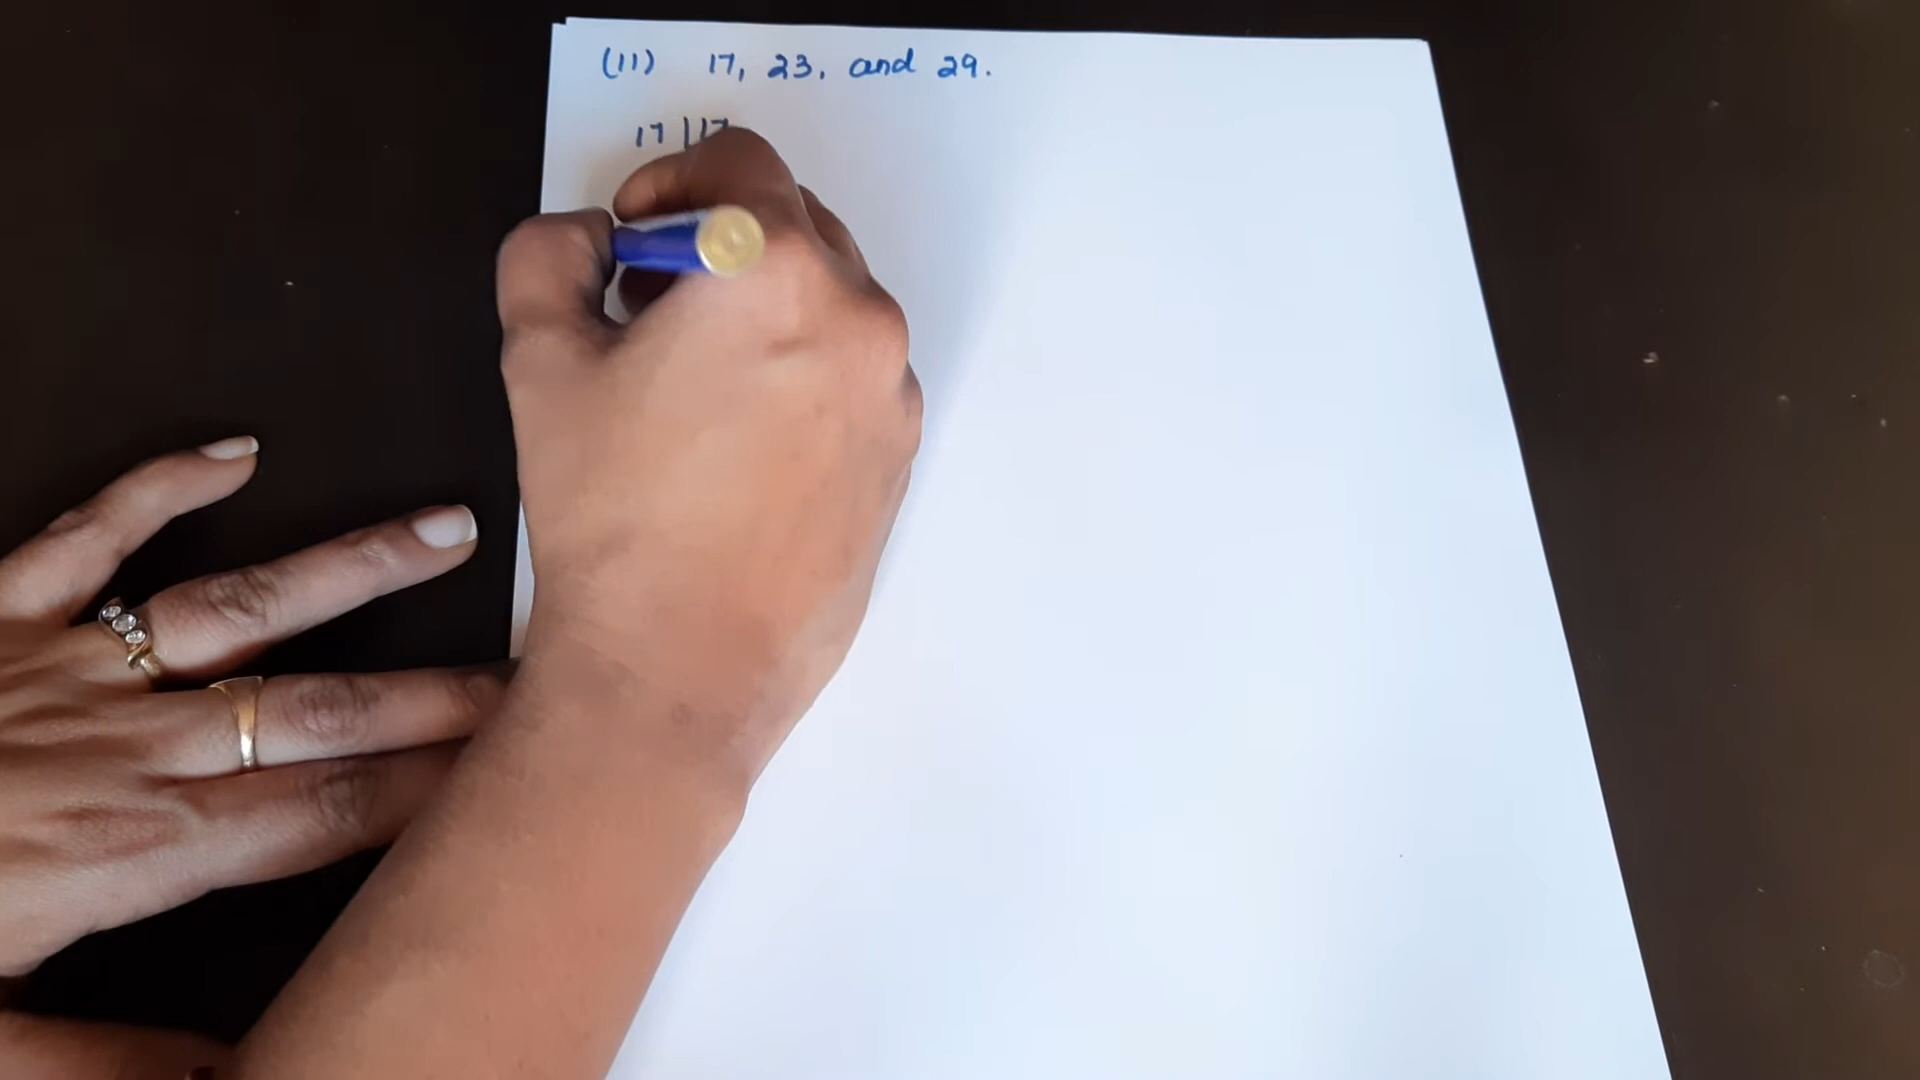 (11) 17, 23, and 29.
17 | 17